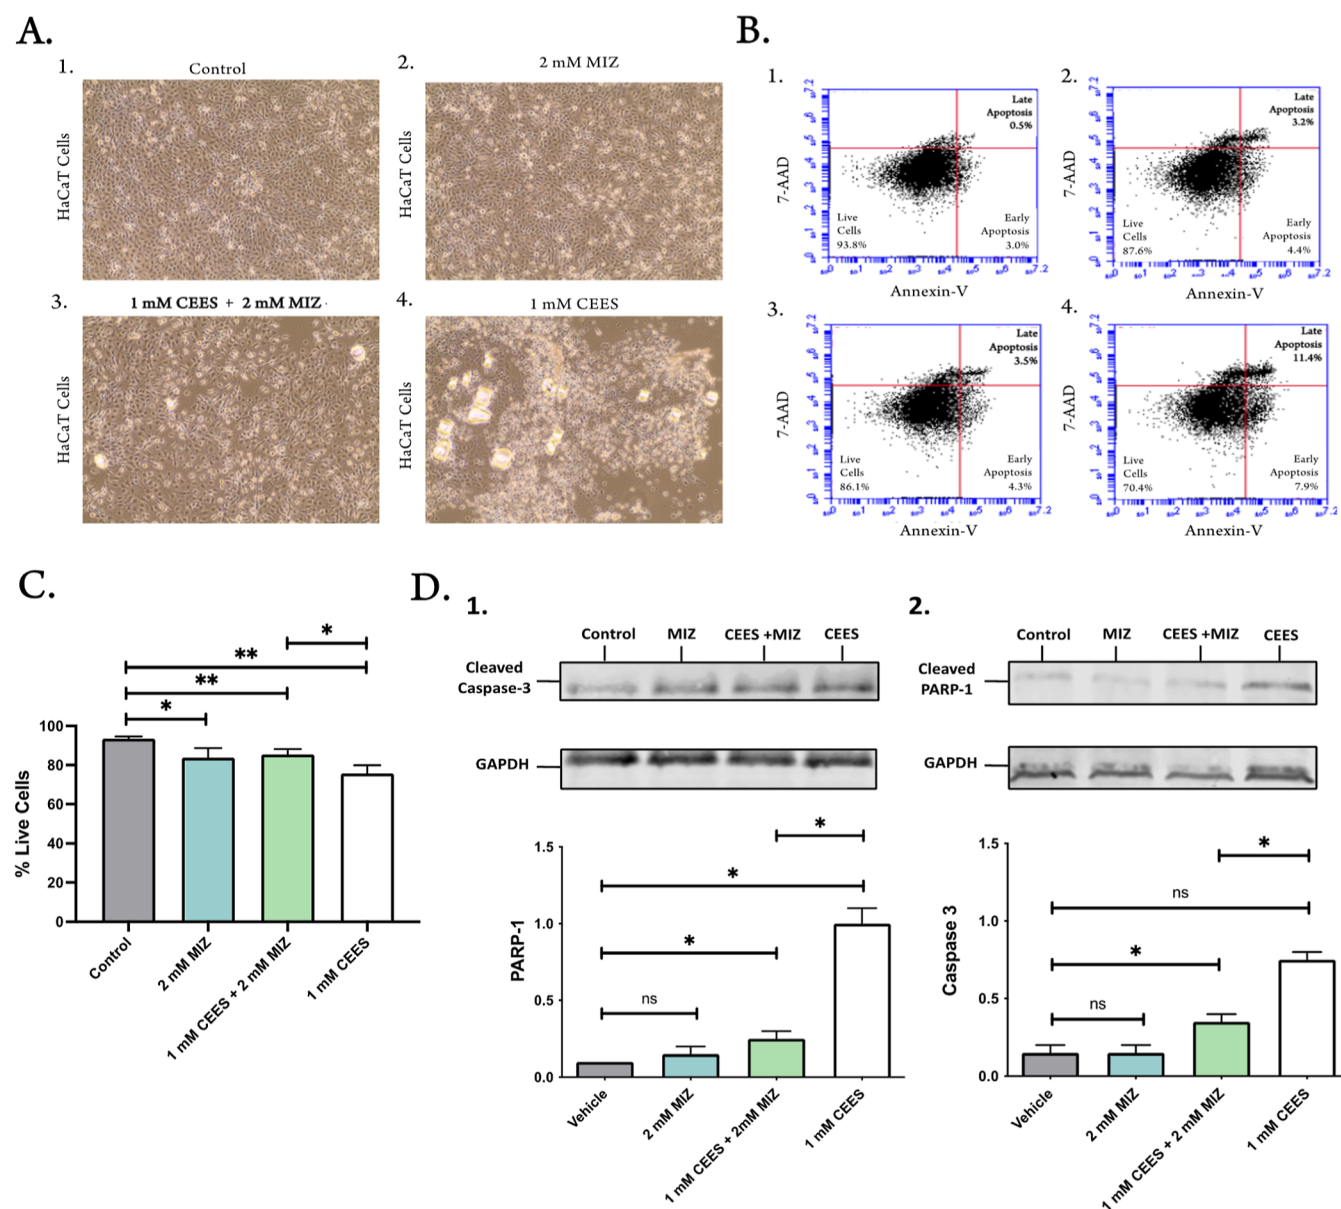 A.
1.
Control
HaCaT Cells
2.
2 mM MIZ
HaCaT Cells
3.
1 mM CEES + 2 mM MIZ
HaCaT Cells
4.
1 mM CEES
HaCaT Cells
B.
1.
7-AAD
Late
Apoptosis
0.5%
Live
Cells
93.8%
Early
Apoptosis
3.0%
Annexin-V
2.
7-AAD
Late
Apoptosis
3.2%
Live
Cells
87.6%
Early
Apoptosis
4.4%
Annexin-V
3.
7-AAD
Late
Apoptosis
3.5%
Live
Cells
86.1%
Early
Apoptosis
4.3%
Annexin-V
4.
7-AAD
Late
Apoptosis
11.4%
Live
Cells
70.4%
Early
Apoptosis
7.9%
Annexin-V
C.
*
**
**
*
% Live Cells
100
80
60
40
20
0
Control
2 mM MIZ
1 mM CEES + 2 mM MIZ
1 mM CEES
D.
1.
Control MIZ CEES +MIZ CEES
Cleaved
Caspase-3
GAPDH
*
*
*
ns
PARP-1
1.5
1.0
0.5
0.0
Vehicle
2 mM MIZ
1 mM CEES + 2mM MIZ
1 mM CEES
2.
Control MIZ CEES +MIZ CEES
Cleaved
PARP-1
GAPDH
*
ns
*
ns
Caspase 3
1.5
1.0
0.5
0.0
Vehicle
2 mM MIZ
1 mM CEES + 2 mM MIZ
1 mM CEES